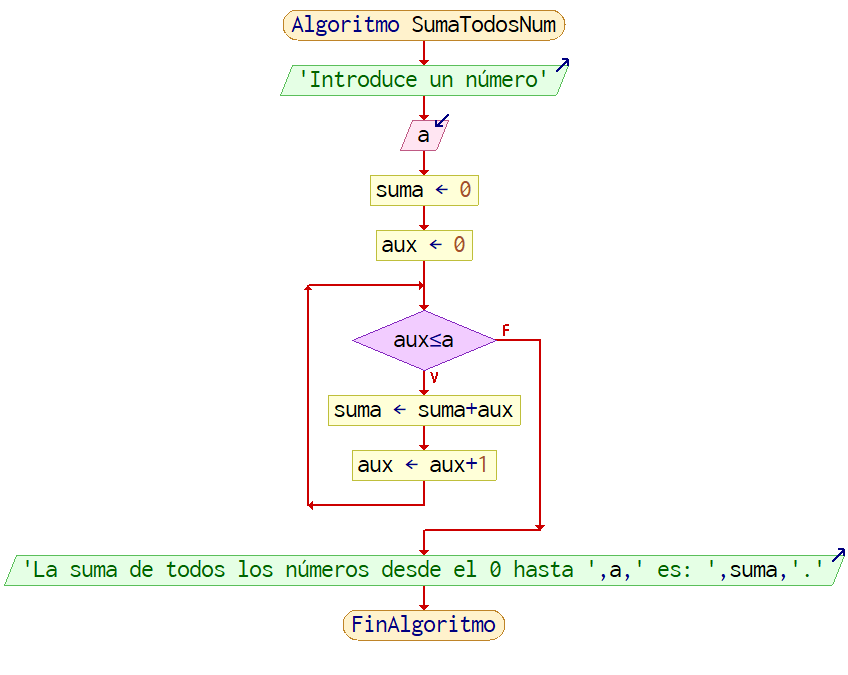 Algoritmo SumaTodosNum
'Introduce un número'
a
suma ← 0
aux ← 0
aux≤a
F
V
suma ← suma+aux
aux ← aux+1
'La suma de todos los números desde el 0 hasta ',a,' es: ',suma,'.'
FinAlgoritmo